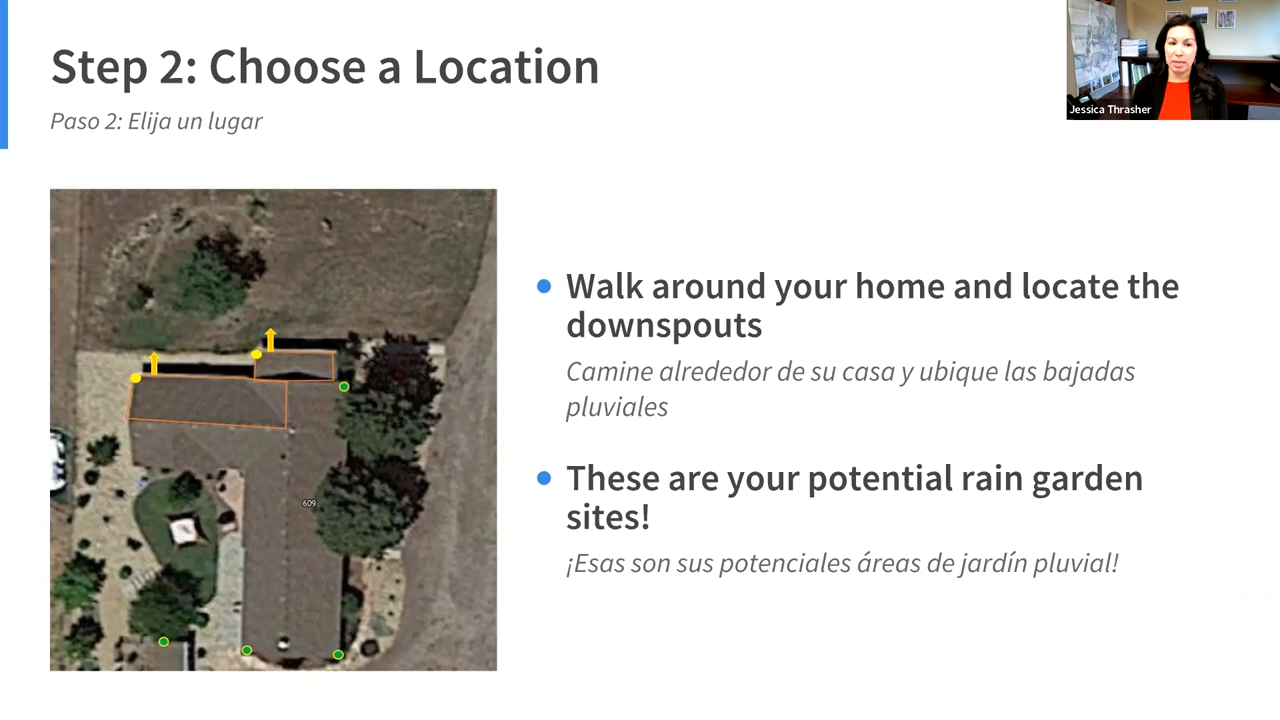 Step 2: Choose a Location
Paso 2: Elija un lugar
Jessica Thrasher
609
Walk around your home and locate the
downspouts
Camine alrededor de su casa y ubique las bajadas
pluviales
These are your potential rain garden
sites!
¡Esas son sus potenciales áreas de jardín pluvial!